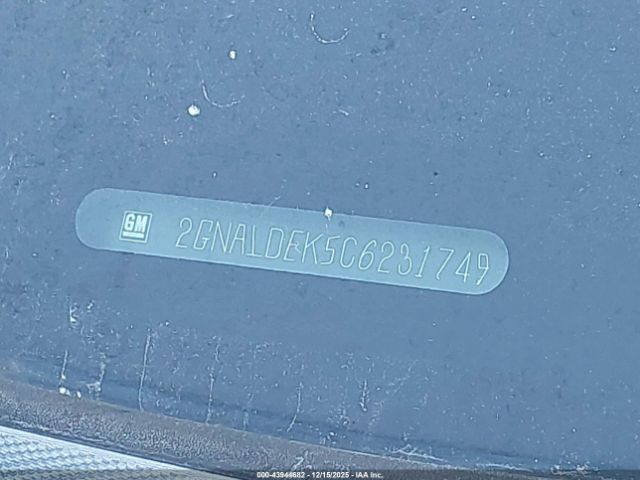 GM 2GNALDEK5C6231749
000-43944682 - 12/15/2025 - IAA Inc.